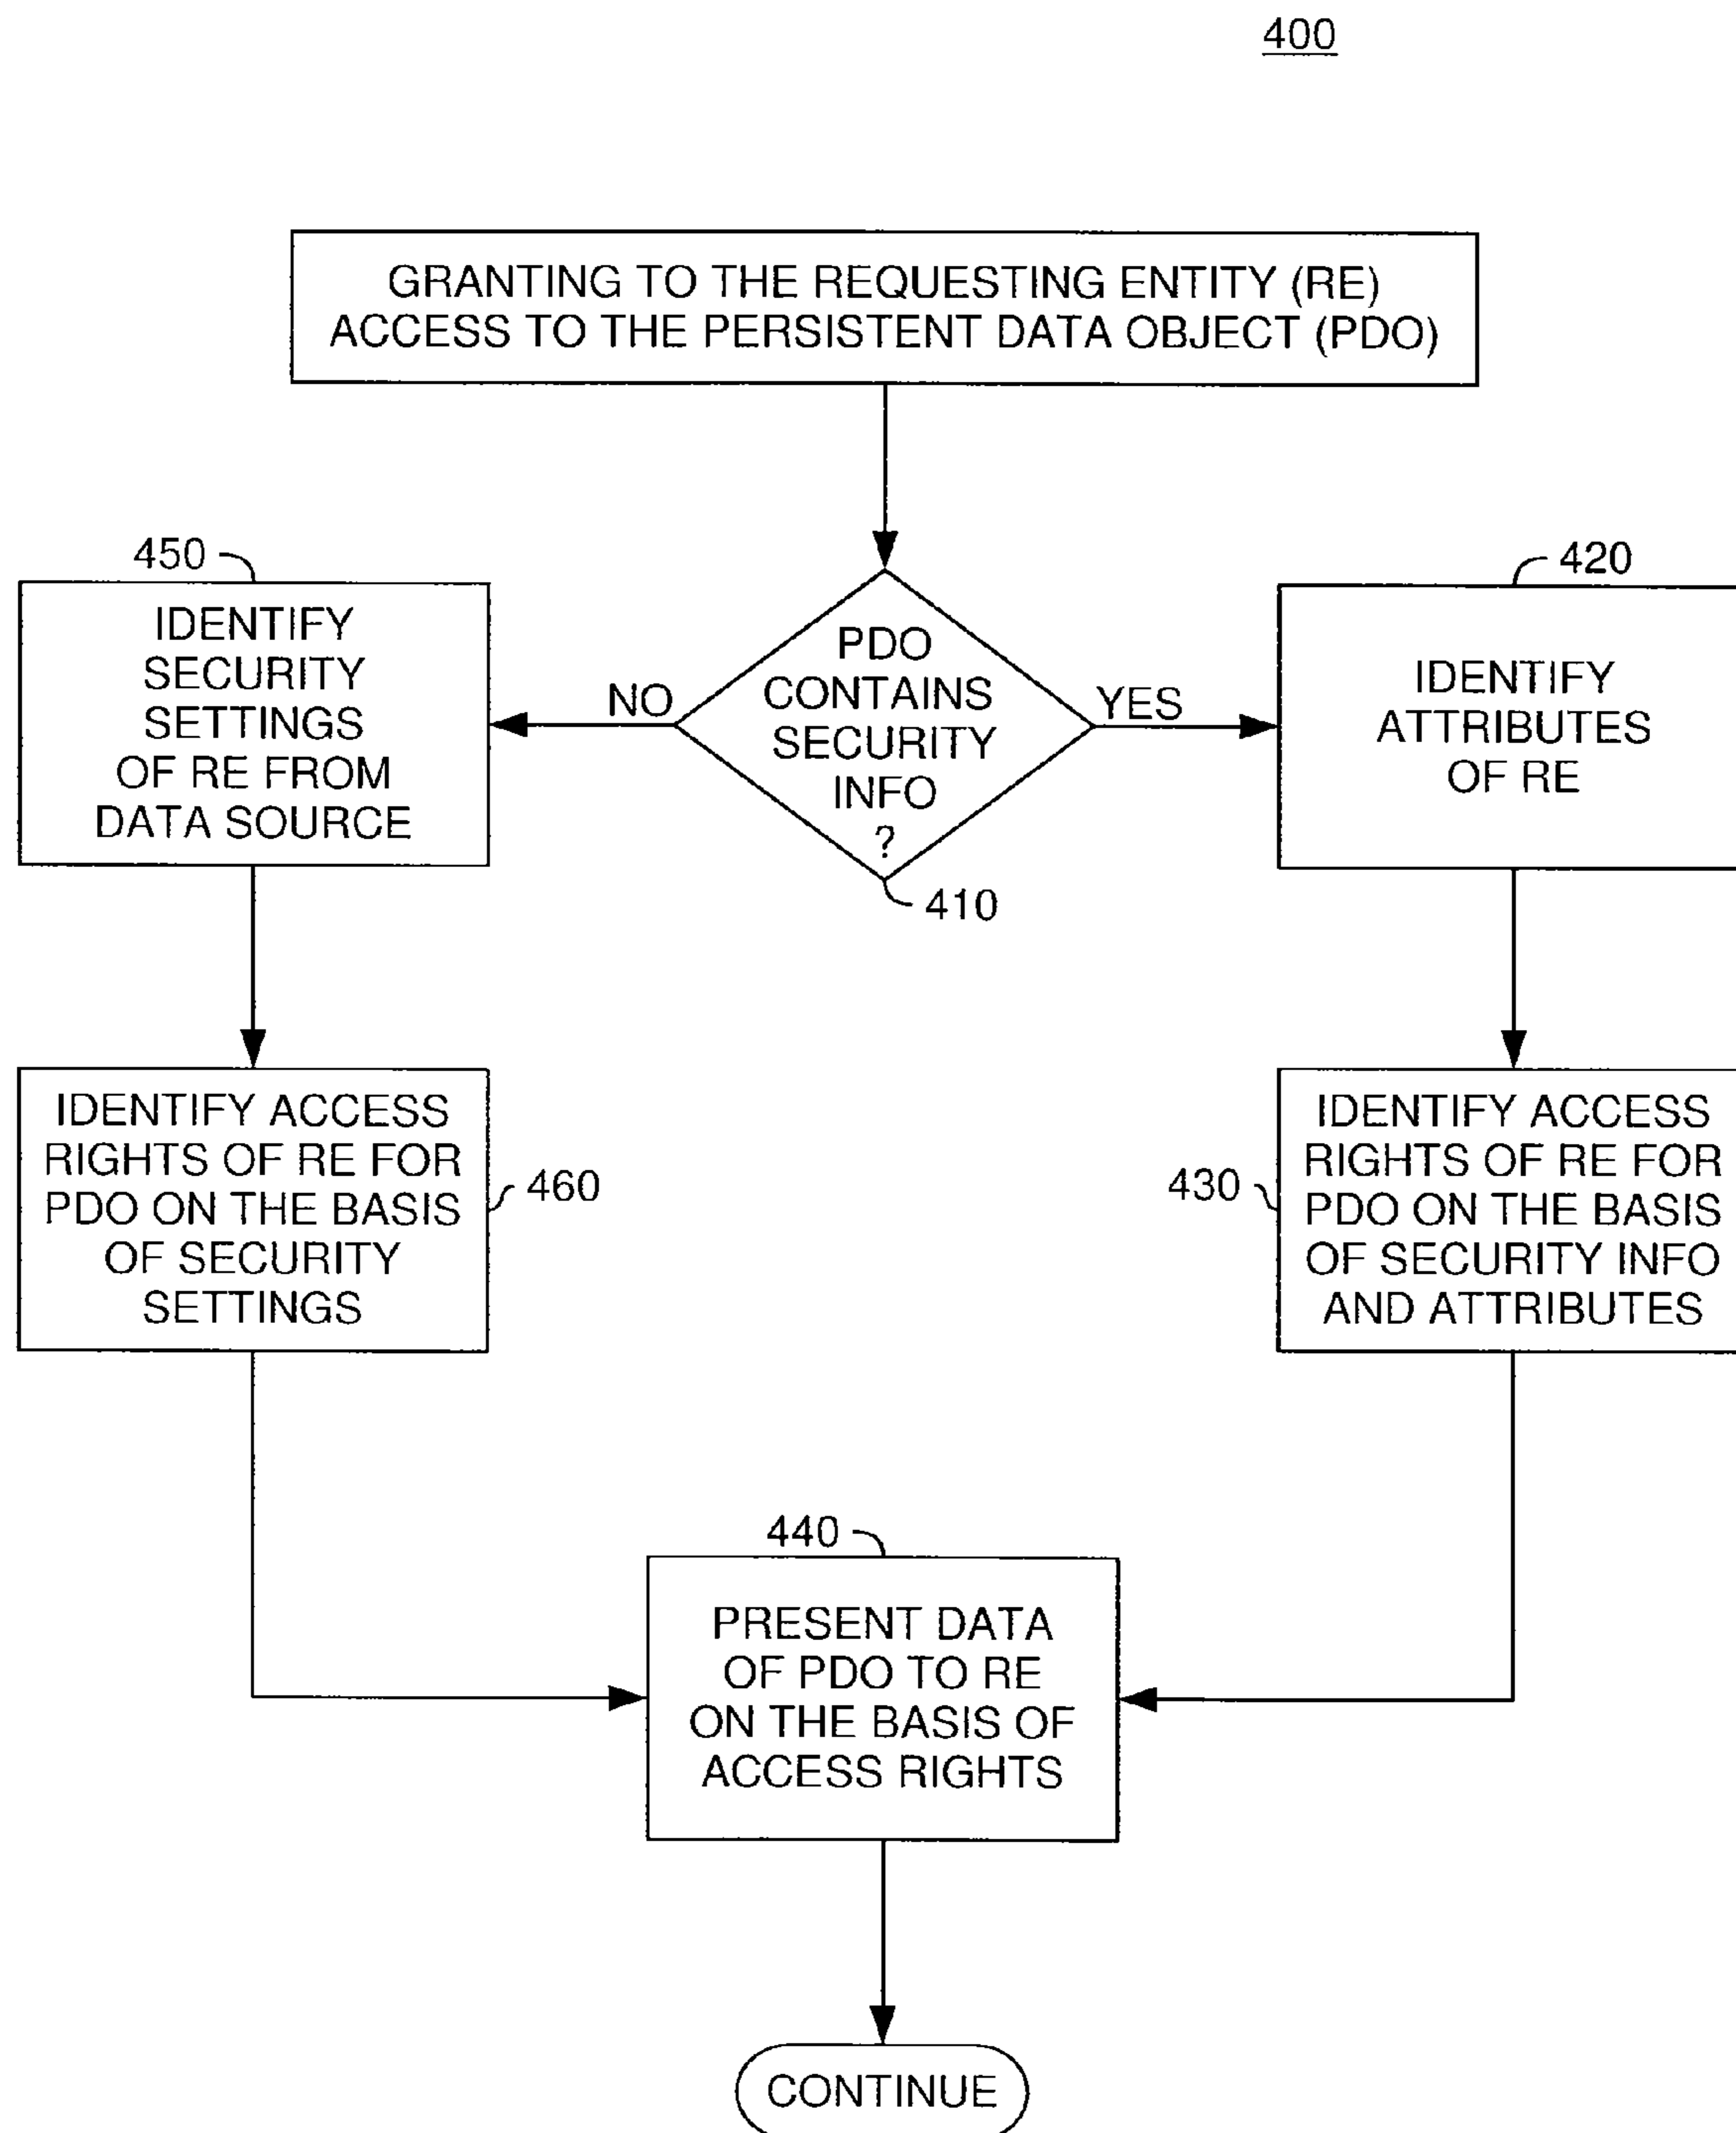 400
GRANTING TO THE REQUESTING ENTITY (RE)
ACCESS TO THE PERSISTENT DATA OBJECT (PDO)
450
IDENTIFY
SECURITY
SETTINGS
OF RE FROM
DATA SOURCE
NO
PDO
CONTAINS
SECURITY
INFO
?
410
YES
420
IDENTIFY
ATTRIBUTES
OF RE
IDENTIFY ACCESS
RIGHTS OF RE FOR
PDO ON THE BASIS
OF SECURITY
SETTINGS
460
430
IDENTIFY ACCESS
RIGHTS OF RE FOR
PDO ON THE BASIS
OF SECURITY INFO
AND ATTRIBUTES
440
PRESENT DATA
OF PDO TO RE
ON THE BASIS OF
ACCESS RIGHTS
CONTINUE